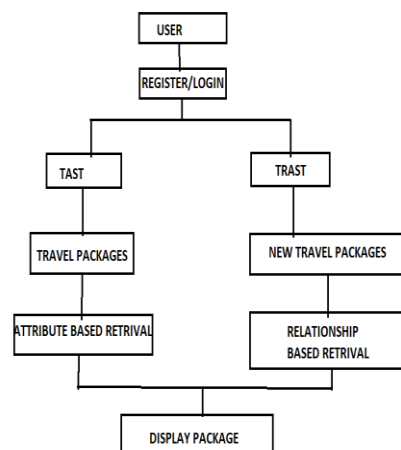 USER
REGISTER/LOGIN
TAST
TRAST
TRAVEL PACKAGES
NEW TRAVEL PACKAGES
ATTRIBUTE BASED RETRIVAL
RELATIONSHIP
BASED RETRIVAL
DISPLAY PACKAGE